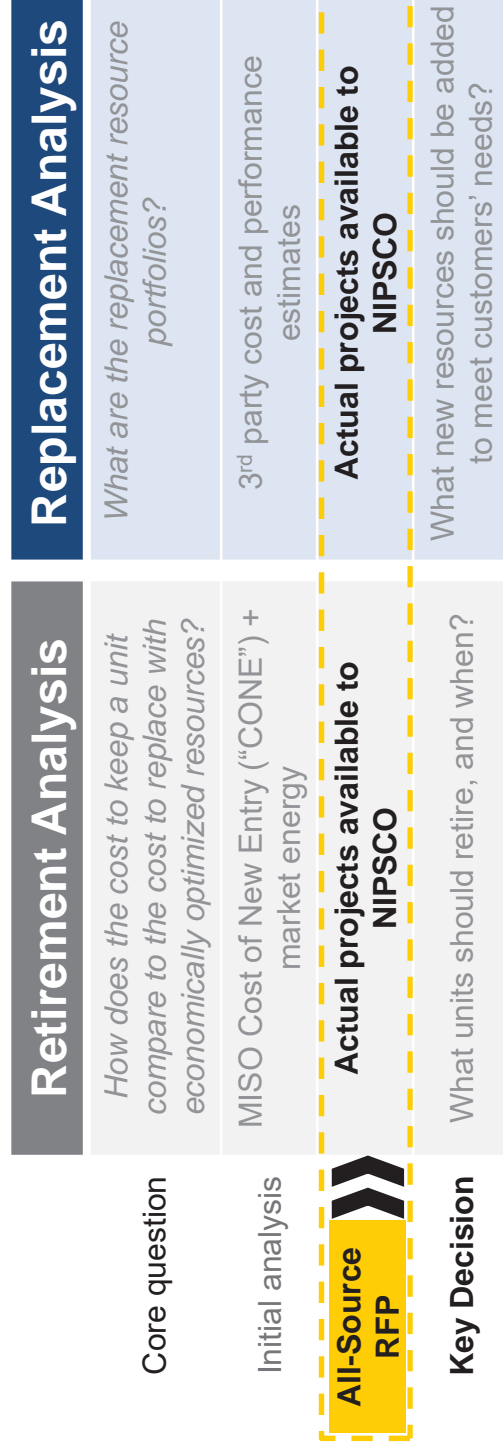 Retirement Analysis
Replacement Analysis
Core question
How does the cost to keep a unit
compare to the cost to replace with
economically optimized resources?
What are the replacement resource
portfolios?
Initial analysis
MISO Cost of New Entry (“CONE”) +
market energy
3rd party cost and performance
estimates
All-Source
RFP
Actual projects available to
NIPSCO
Actual projects available to
NIPSCO
Key Decision
What units should retire, and when?
What new resources should be added
to meet customers’ needs?